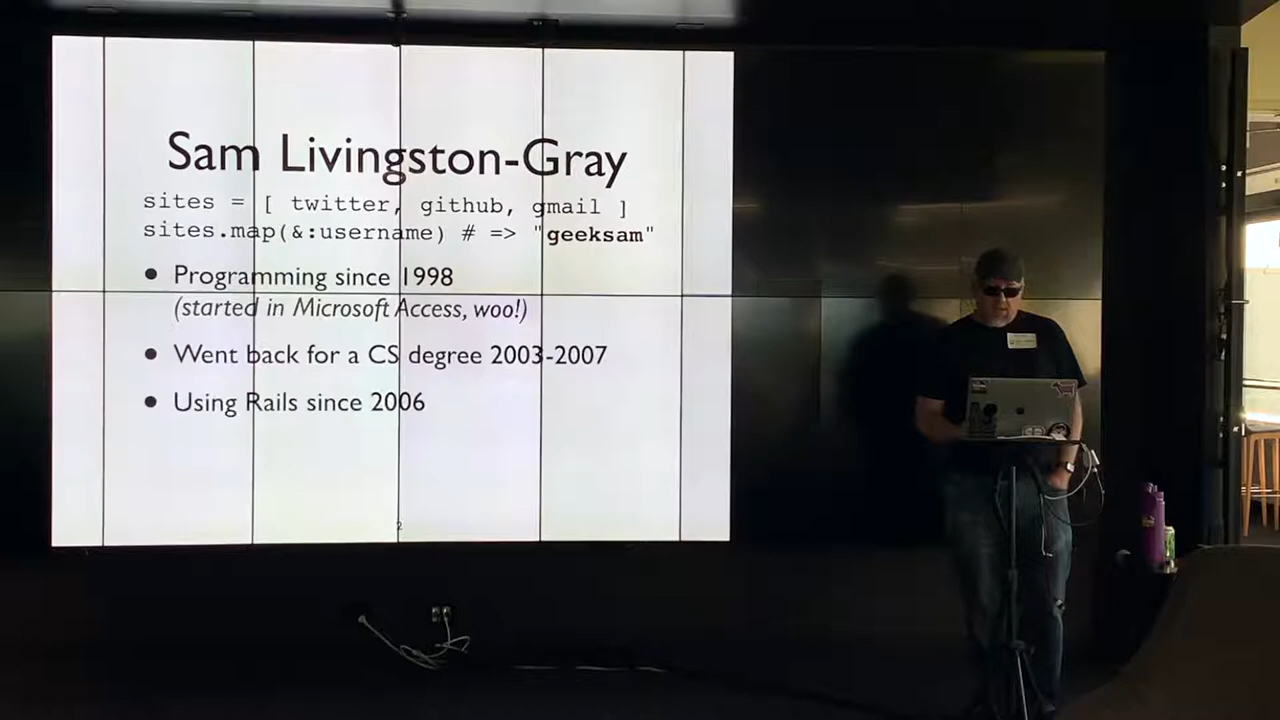 Sam Livingston-Gray
sites = [ twitter, github, gmail ]
sites.map(&:username) # => "geeksam"
• Programming since 1998
(started in Microsoft Access, woo!)
• Went back for a CS degree 2003-2007
• Using Rails since 2006
2